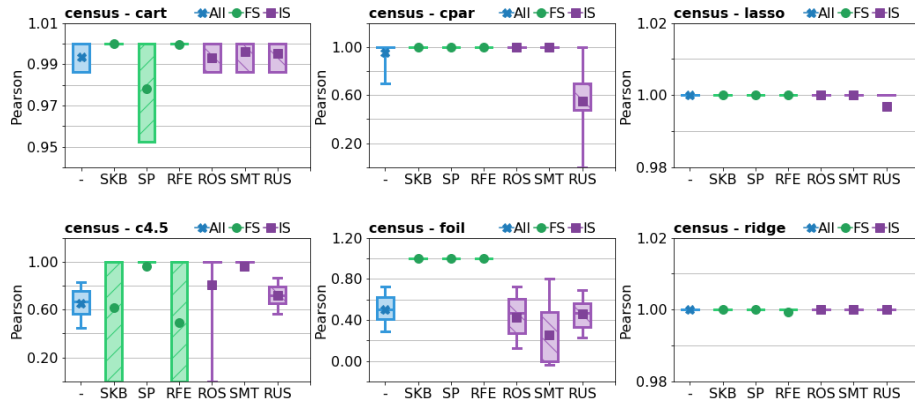 census - cart All FS IS
1.01
0.99
0.97
0.95
Pearson
- SKB SP RFE ROS SMT RUS
census - cpar All FS IS
1.00
0.60
0.20
Pearson
- SKB SP RFE ROS SMT RUS
census - lasso All FS IS
1.02
1.00
0.98
Pearson
- SKB SP RFE ROS SMT RUS
census - c4.5 All FS IS
1.00
0.60
0.20
Pearson
- SKB SP RFE ROS SMT RUS
census - foil All FS IS
1.20
0.80
0.40
0.00
Pearson
- SKB SP RFE ROS SMT RUS
census - ridge All FS IS
1.02
1.00
0.98
Pearson
- SKB SP RFE ROS SMT RUS